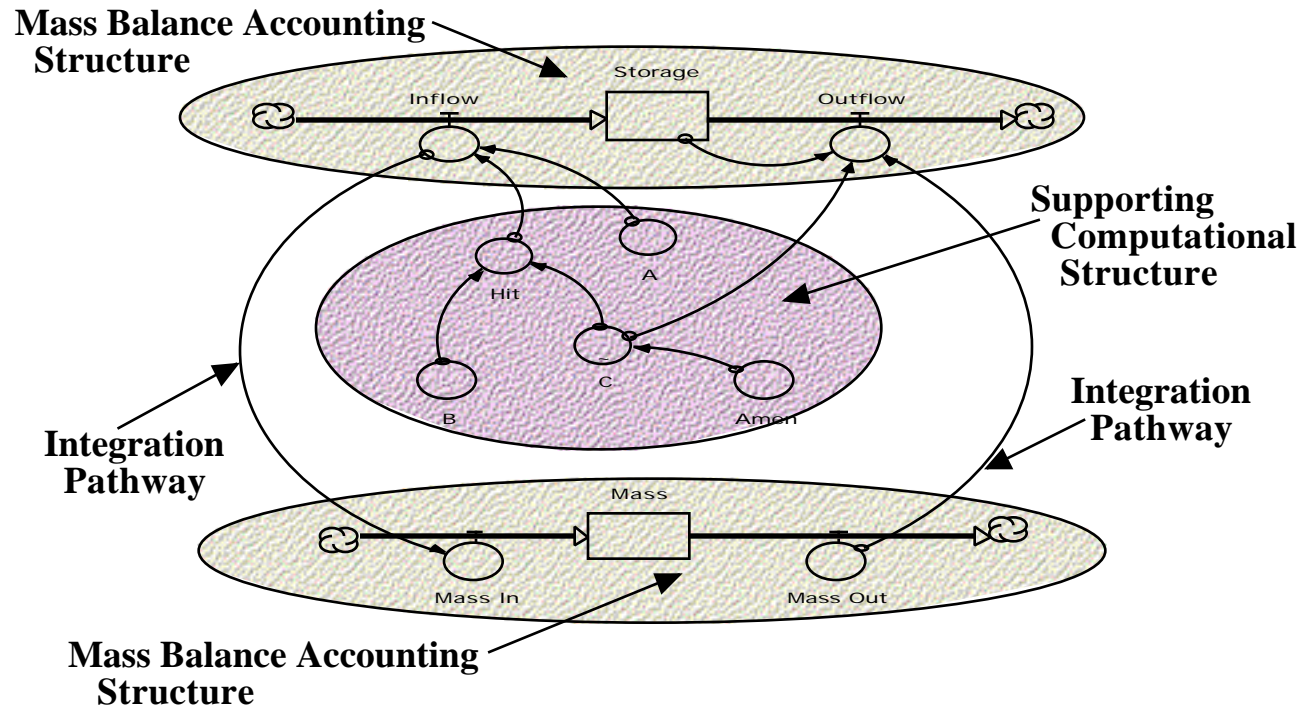 Mass Balance Accounting
Structure
Storage
Inflow
Outflow
Supporting
Computational
Structure
A
Hit
~
C
B
Amen
Integration
Pathway
Integration
Pathway
Mass
Mass In
Mass Out
Mass Balance Accounting
Structure